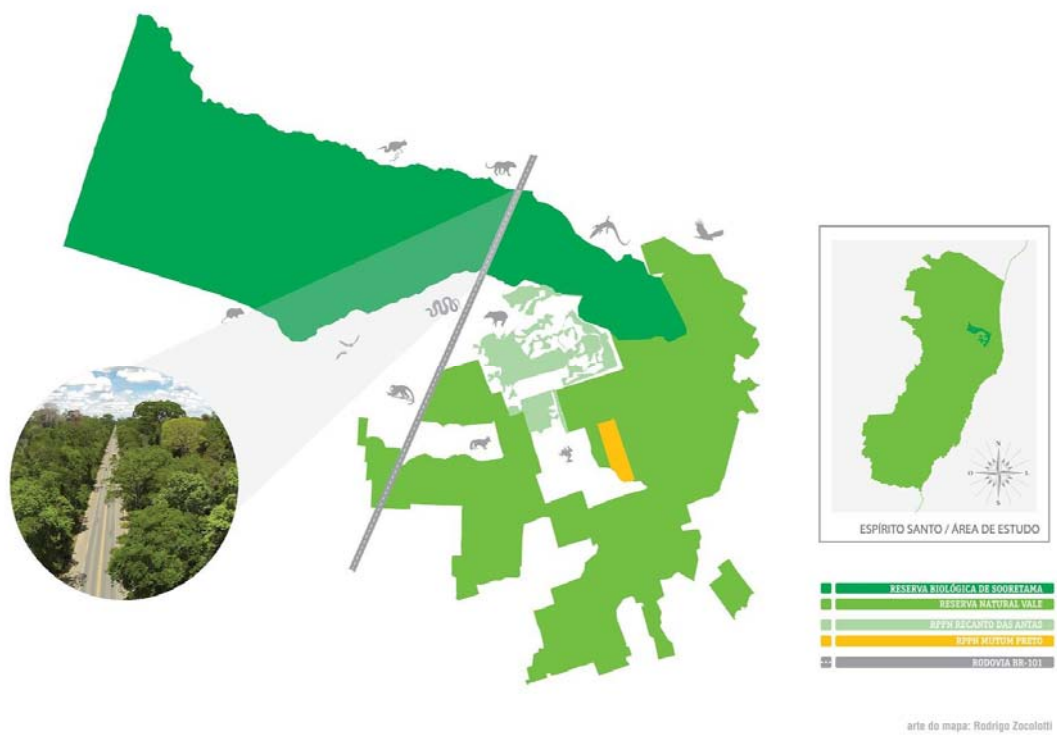 N
O
L
S
ESPÍRITO SANTO / ÁREA DE ESTUDO
RESERVA BIOLÓGICA DE SOORETAMA
RESERVA NATURAL VALE
RPPN RECANTO DAS ANTAS
RPPN MUTUM PRETO
RODOVIA BR-101
arte do mapa: Rodrigo Zocolotti